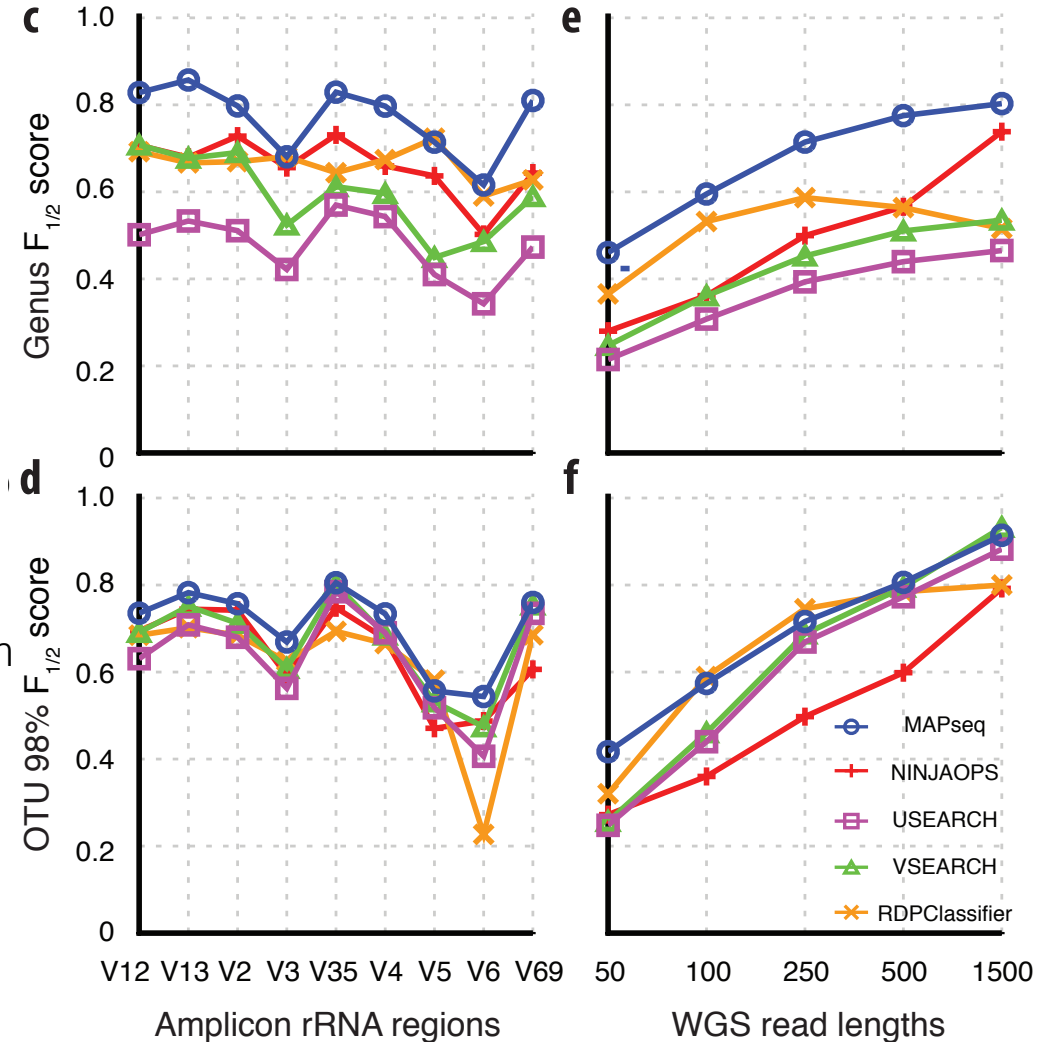 c
1.0
0.8
0.6
0.4
0.2
0
Genus F1/2 score
e
d
1.0
0.8
0.6
0.4
0.2
0
n
OTU 98% F1/2 score
V12 V13 V2 V3 V35 V4 V5 V6 V69
Amplicon rRNA regions
f
MAPseq
NINJAOPS
USEARCH
VSEARCH
RDPClassifier
50 100 250 500 1500
WGS read lengths